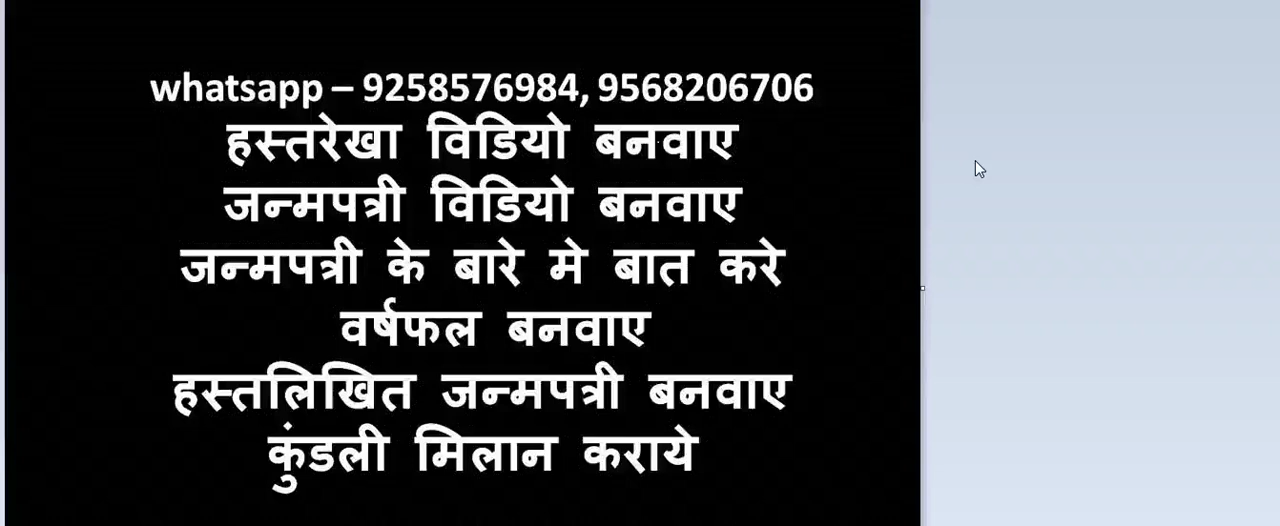 whatsapp – 9258576984, 9568206706
हस्तरेखा विडियो बनवाए
जन्मपत्री विडियो बनवाए
जन्मपत्री के बारे मे बात करे
वर्षफल बनवाए
हस्तलिखित जन्मपत्री बनवाए
कुंडली मिलान कराये